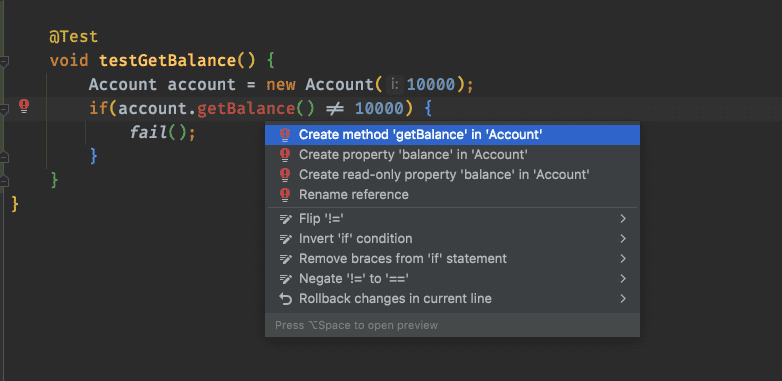 @Test
void testGetBalance() {
Account account = new Account( i: 10000);
if(account.getBalance() != 10000) {
fail();
}
}
}
Create method 'getBalance' in 'Account'
Create property 'balance' in 'Account'
Create read-only property 'balance' in 'Account'
Rename reference
Flip '!='
Invert 'if' condition
Remove braces from 'if' statement
Negate '!=' to '=='
Rollback changes in current line
Press ⌥Space to open preview